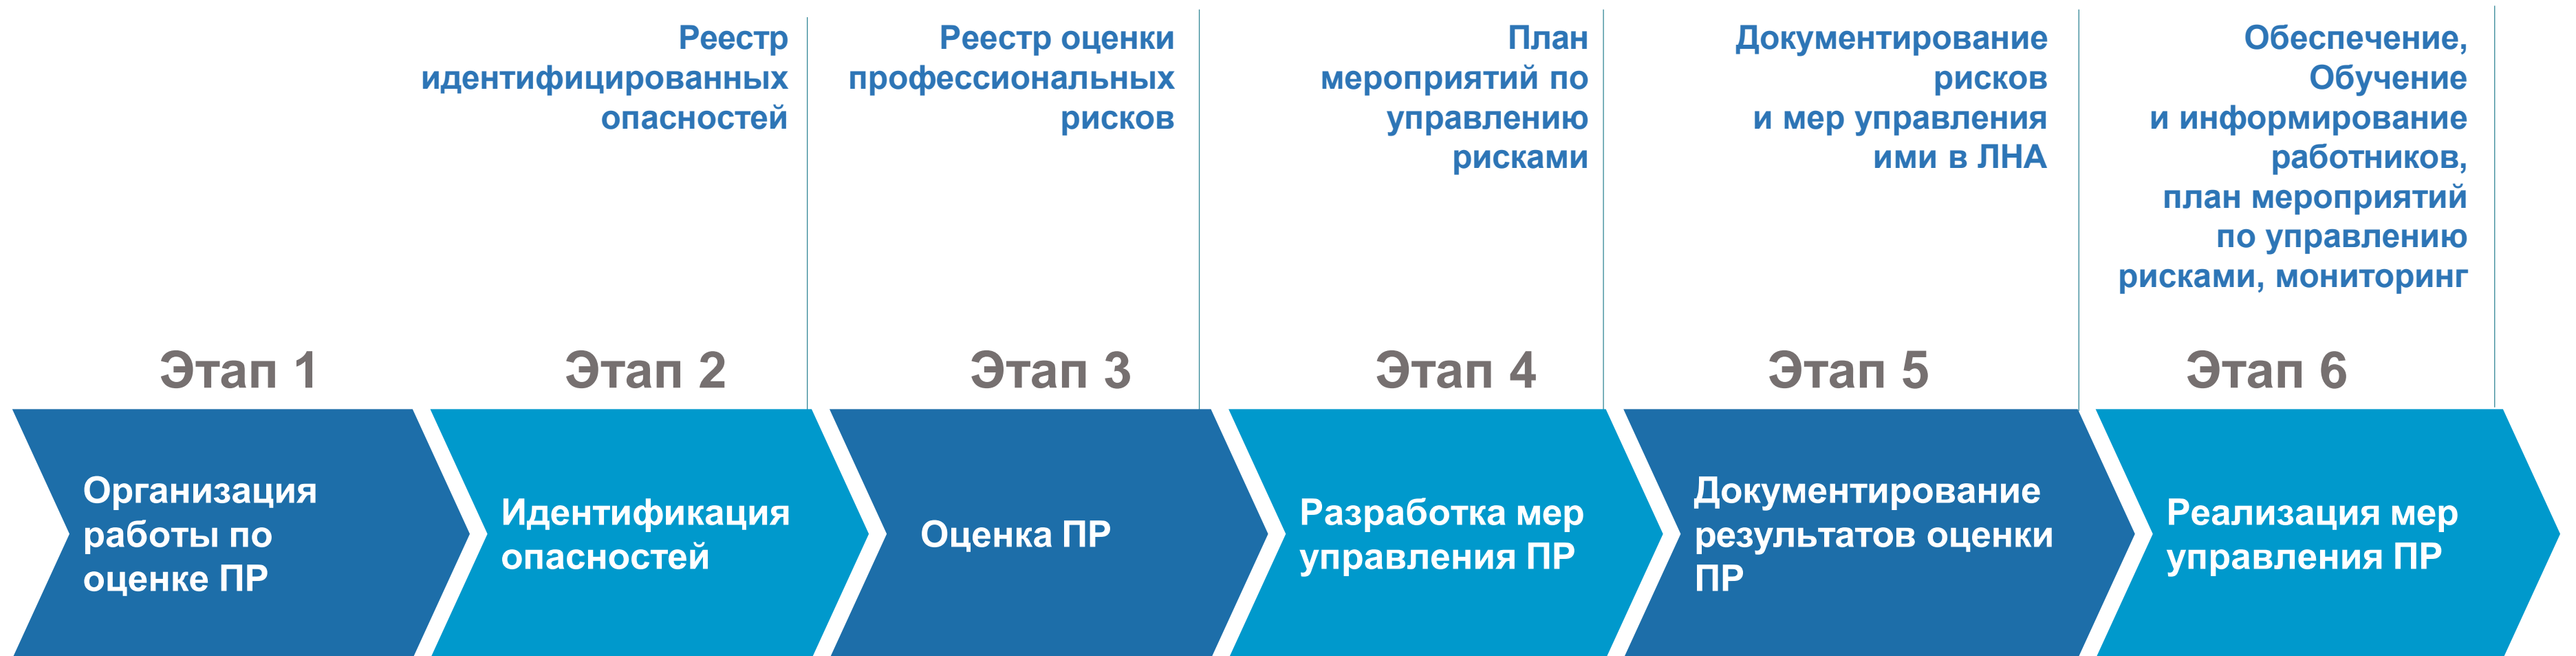 Реестр
идентифицированных
опасностей
Реестр оценки
профессиональных
рисков
План
мероприятий по
управлению
рисками
Документирование
рисков
и мер управления
ими в ЛНА
Обеспечение,
Обучение
и информирование
работников,
план мероприятий
по управлению
рисками, мониторинг
Этап 1
Этап 2
Этап 3
Этап 4
Этап 5
Этап 6
Организация
работы по
оценке ПР
Идентификация
опасностей
Оценка ПР
Разработка мер
управления ПР
Документирование
результатов оценки
ПР
Реализация мер
управления ПР